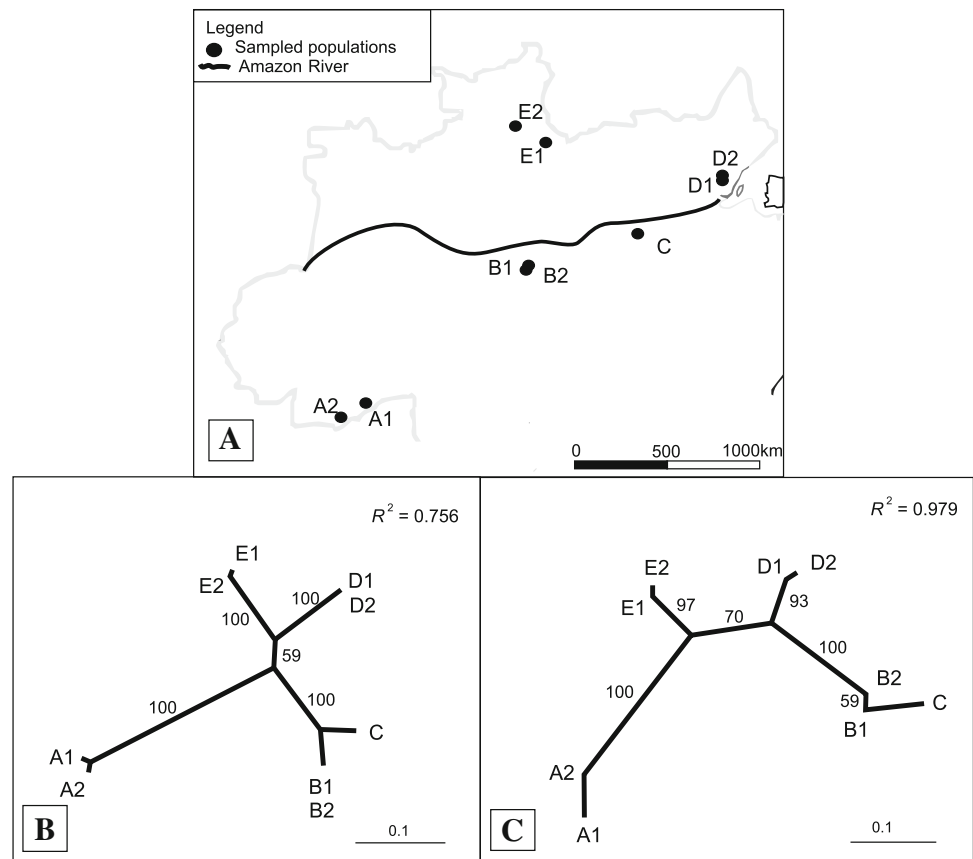 Legend
Sampled populations
Amazon River
E2
E1
D2
D1
C
B1
B2
A2
A1
A
0 500 1000km
R² = 0.756
E1
E2
100
100
D1
D2
59
100
100
C
A1
A2
B1
B2
B
0.1
R² = 0.979
E2
E1
97
70
D1
D2
93
100
100
B2
59
B1
C
A2
A1
C
0.1